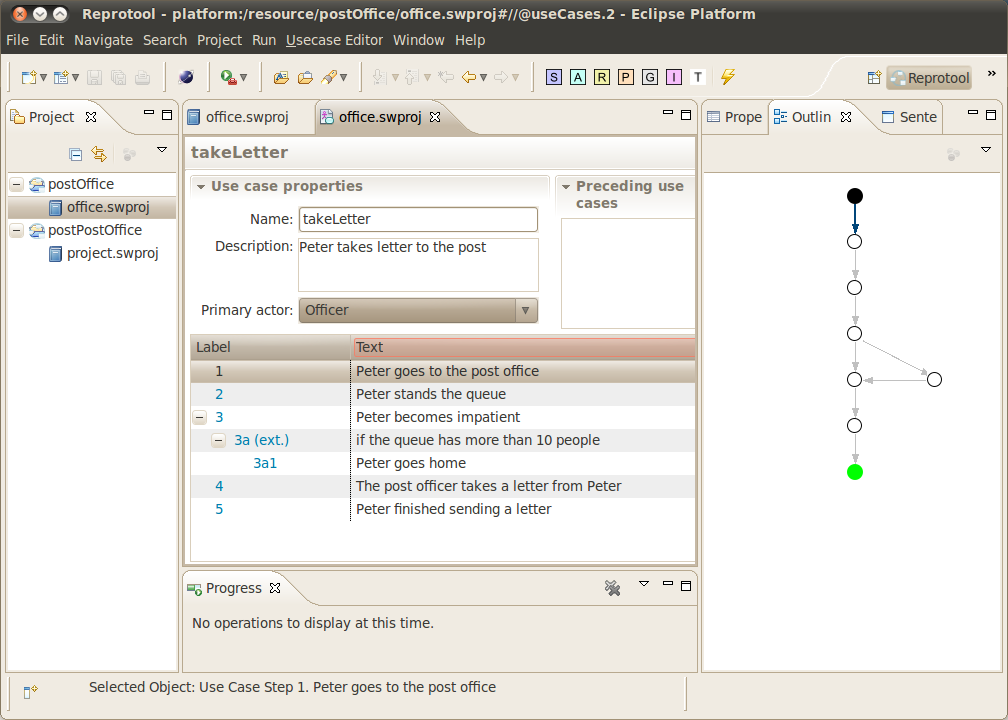 Reprotool - platform:/resource/postOffice/office.swproj#//@useCases.2 - Eclipse Platform
File Edit Navigate Search Project Run Usecase Editor Window Help
S A R P G I T Reprotool »
Project office.swproj office.swproj Prope Outlin Sente
takeLetter
postOffice
office.swproj
postPostOffice
project.swproj
Use case properties
Name: takeLetter
Description: Peter takes letter to the post
Primary actor: Officer
Preceding use
cases
Label Text
1 Peter goes to the post office
2 Peter stands the queue
3 Peter becomes impatient
3a (ext.) if the queue has more than 10 people
3a1 Peter goes home
4 The post officer takes a letter from Peter
5 Peter finished sending a letter
Progress
No operations to display at this time.
Selected Object: Use Case Step 1. Peter goes to the post office